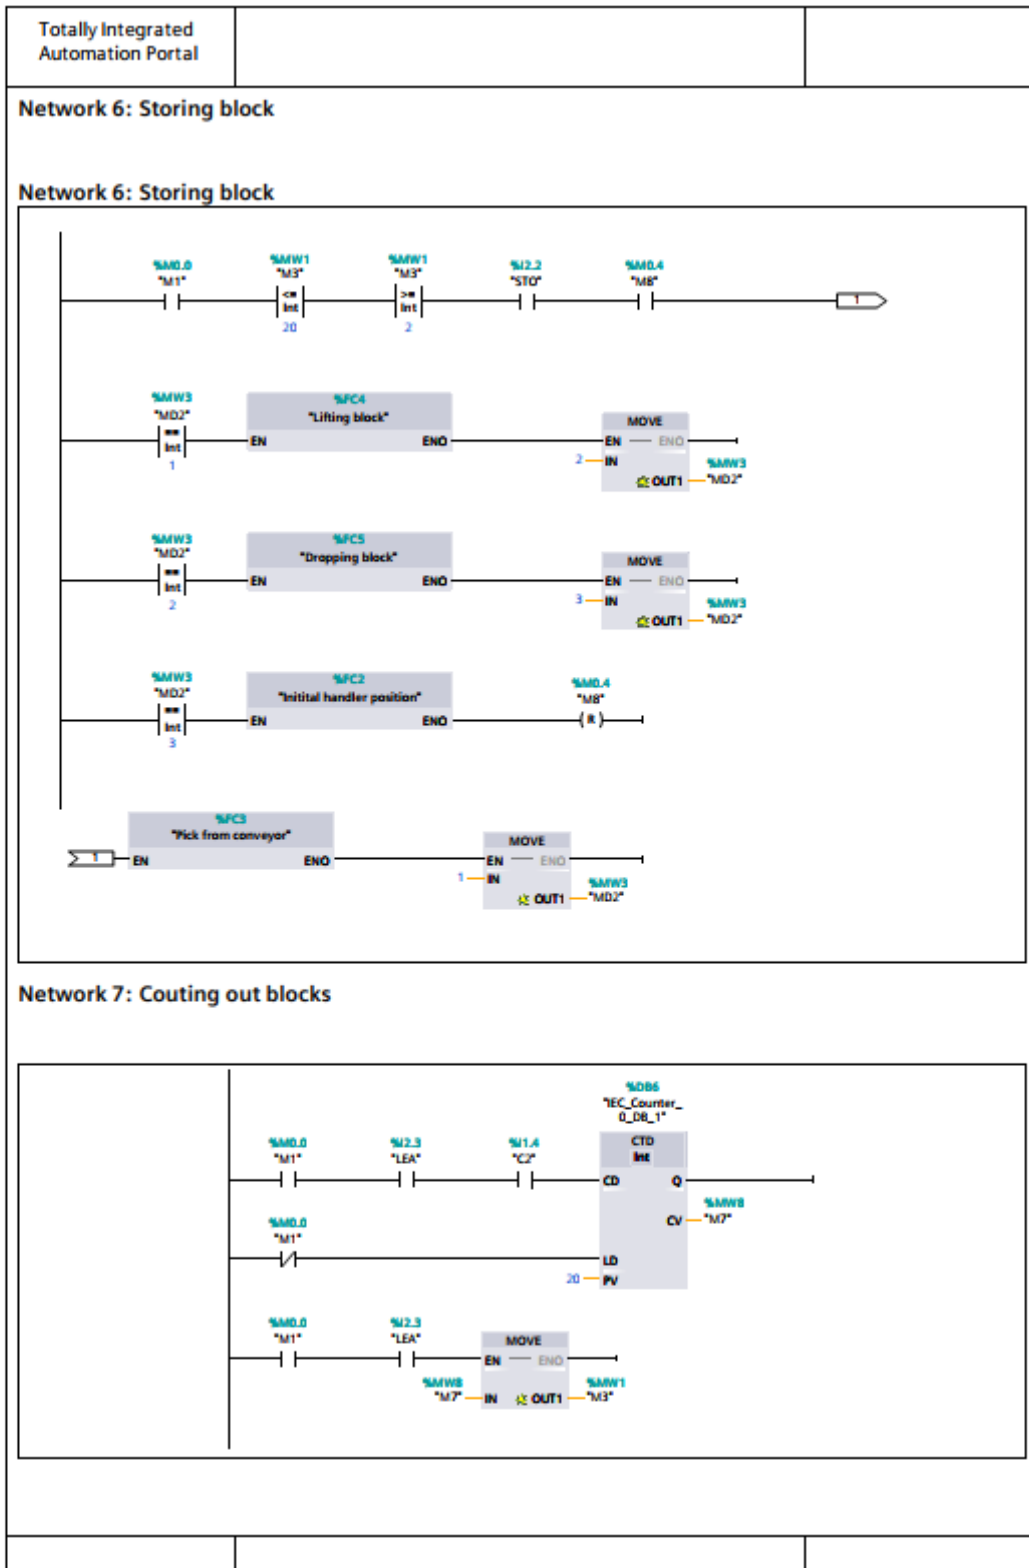 Totally Integrated
Automation Portal
Network 6: Storing block
Network 6: Storing block
%M0.0 %MW1 %MW1 %I2.2 %M0.4
"M1" "M3" "M3" "STO" "M8"
<= >=
Int Int
20 2
1
%MW3 %FC4
"MD2" "Lifting block" MOVE
==
Int EN ENO EN ENO
1 2 IN %MW3
OUT1 "MD2"
%MW3 %FC5
"MD2" "Dropping block" MOVE
==
Int EN ENO EN ENO
2 3 IN %MW3
OUT1 "MD2"
%MW3 %FC2 %M0.4
"MD2" "Initital handler position" "M8"
==
Int EN ENO R
3
%FC3
"Pick from conveyor" MOVE
1 EN ENO EN ENO
1 IN %MW3
OUT1 "MD2"
Network 7: Couting out blocks
%DB6
"IEC_Counter_
0_DB_1"
%M0.0 %I2.3 %I1.4 CTD
"M1" "LEA" "C2" Int
CD Q
%MW8
CV "M7"
%M0.0
"M1"
LD
20 PV
%M0.0 %I2.3
"M1" "LEA" MOVE
EN ENO
%MW8 %MW1
"M7" IN OUT1 "M3"